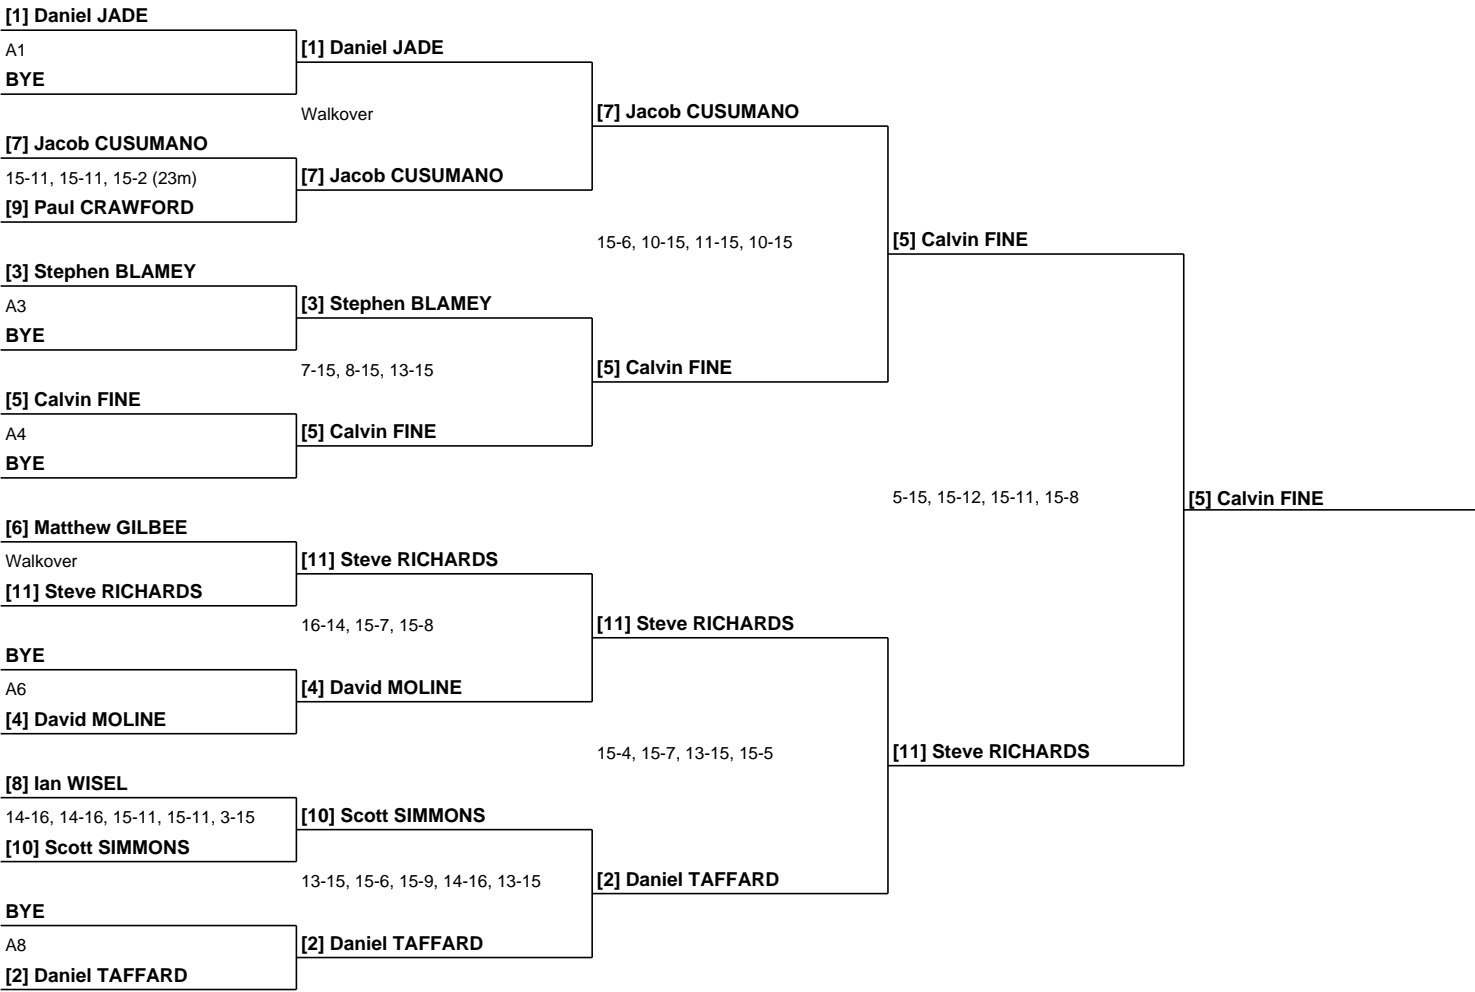 [1] Daniel JADE
A1
BYE
[7] Jacob CUSUMANO
15-11, 15-11, 15-2 (23m)
[9] Paul CRAWFORD
[3] Stephen BLAMEY
A3
BYE
[5] Calvin FINE
A4
BYE
[6] Matthew GILBEE
Walkover
[11] Steve RICHARDS
BYE
A6
[4] David MOLINE
[8] Ian WISEL
14-16, 14-16, 15-11, 15-11, 3-15
[10] Scott SIMMONS
BYE
A8
[2] Daniel TAFFARD
[1] Daniel JADE
Walkover
[7] Jacob CUSUMANO
[3] Stephen BLAMEY
7-15, 8-15, 13-15
[5] Calvin FINE
[11] Steve RICHARDS
16-14, 15-7, 15-8
[4] David MOLINE
[10] Scott SIMMONS
13-15, 15-6, 15-9, 14-16, 13-15
[2] Daniel TAFFARD
[7] Jacob CUSUMANO
15-6, 10-15, 11-15, 10-15
[5] Calvin FINE
[11] Steve RICHARDS
15-4, 15-7, 13-15, 15-5
[2] Daniel TAFFARD
[5] Calvin FINE
5-15, 15-12, 15-11, 15-8
[11] Steve RICHARDS
[5] Calvin FINE